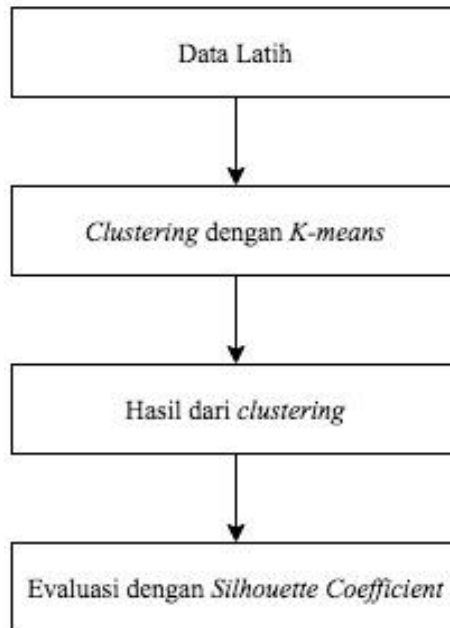 Data Latih
Clustering dengan K-means
Hasil dari clustering
Evaluasi dengan Silhouette Coefficient